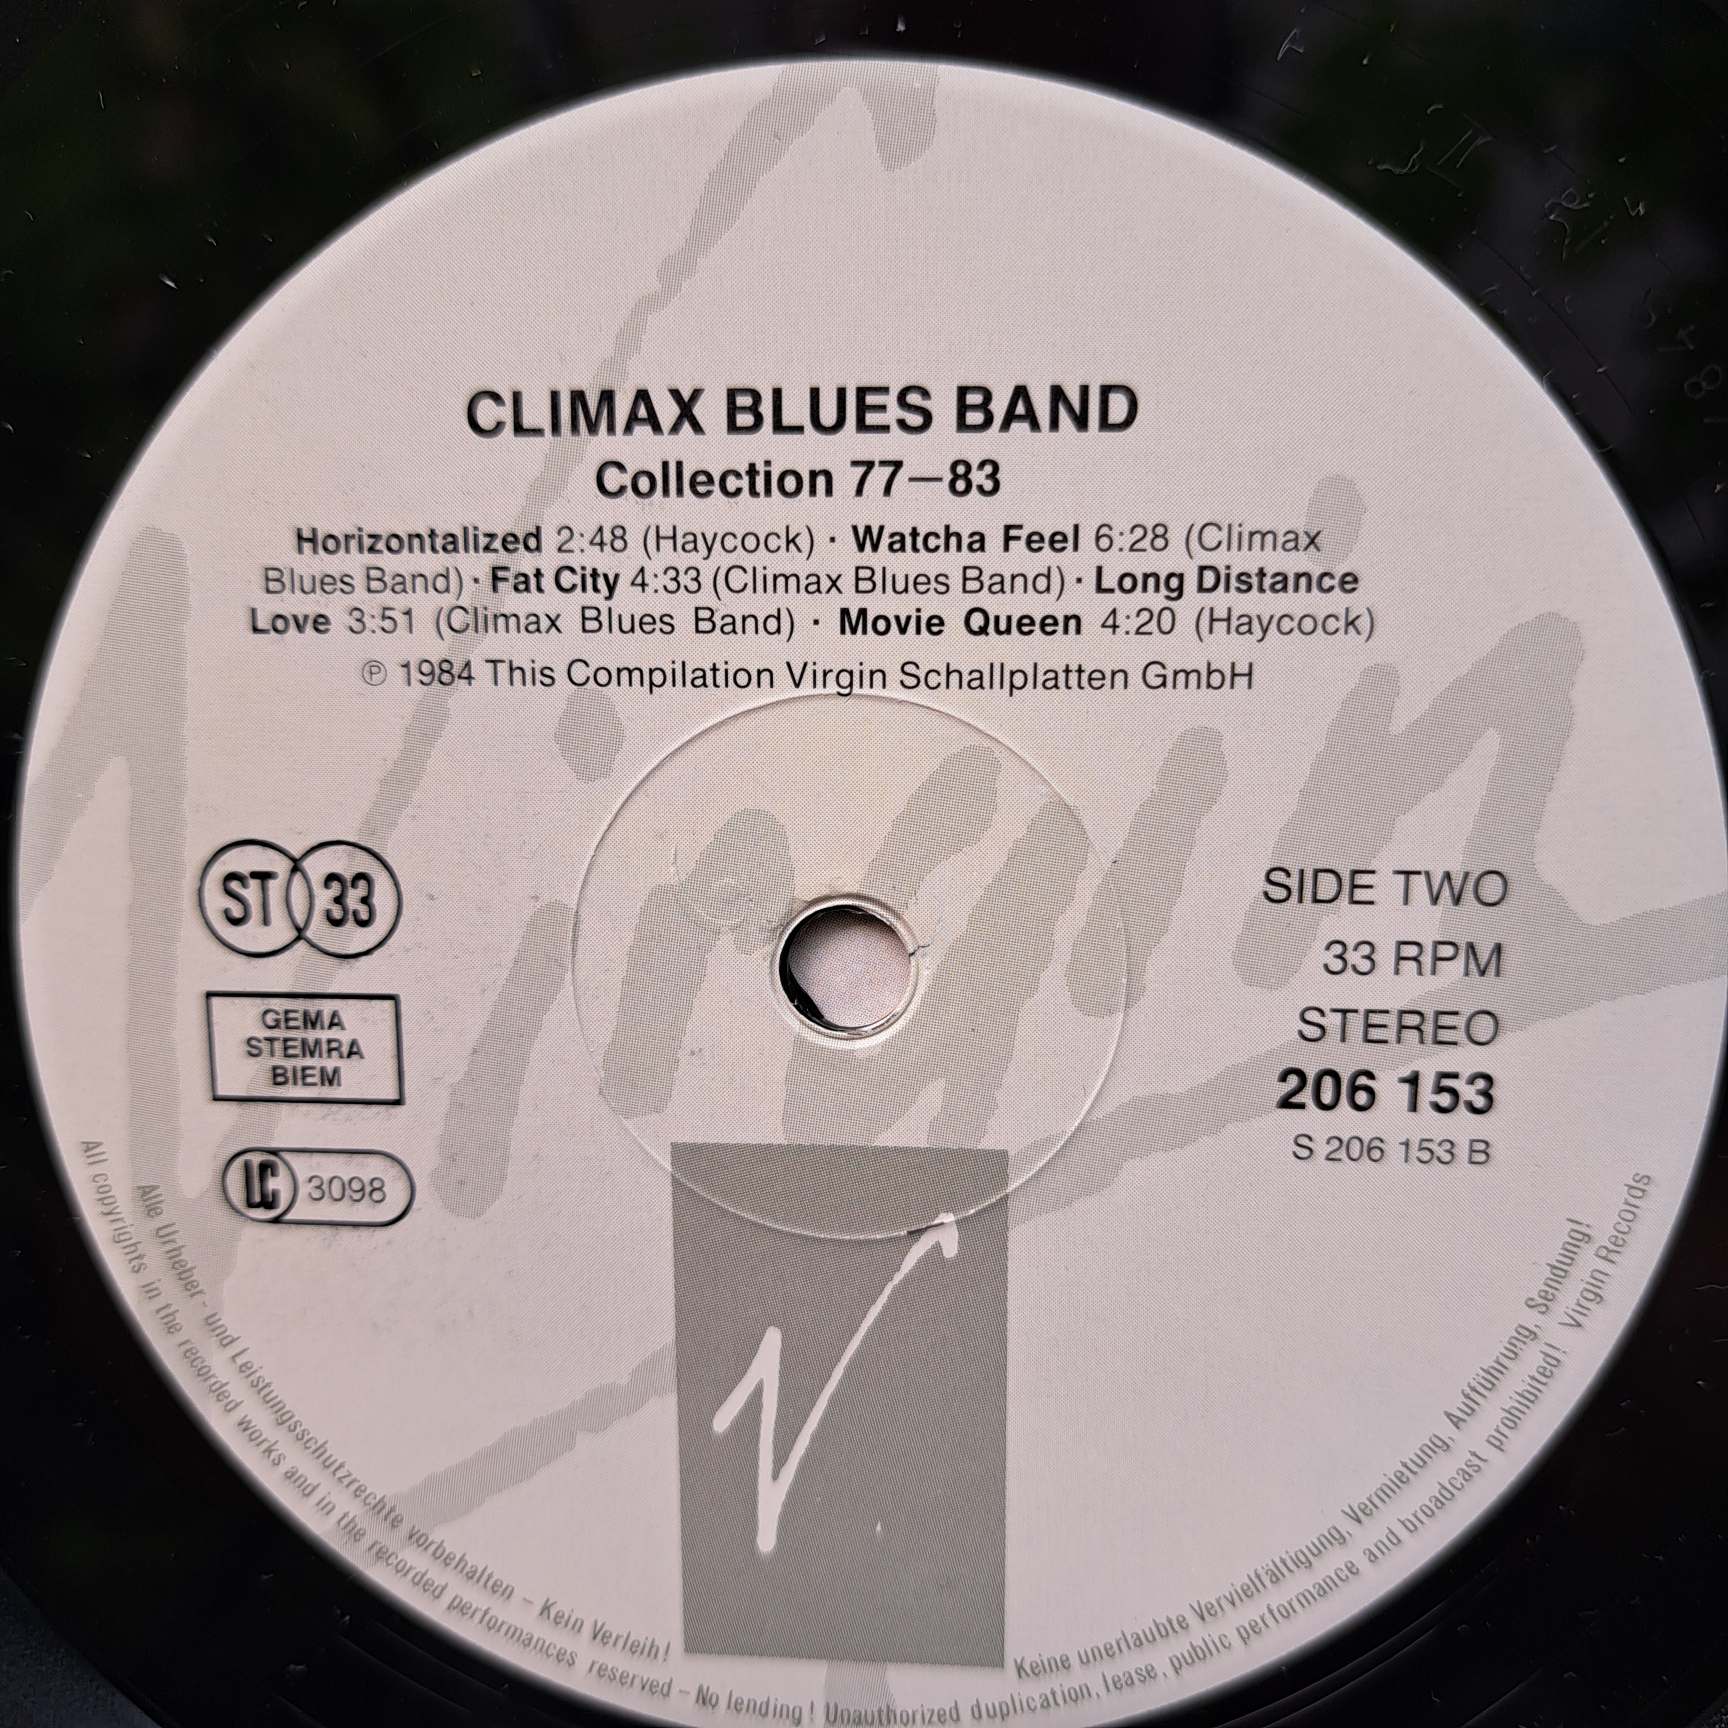 CLIMAX BLUES BAND
Collection 77–83
Horizontalized 2:48 (Haycock) · Watcha Feel 6:28 (Climax
Blues Band) · Fat City 4:33 (Climax Blues Band) · Long Distance
Love 3:51 (Climax Blues Band) · Movie Queen 4:20 (Haycock)
℗ 1984 This Compilation Virgin Schallplatten GmbH
Virgin
ST 33
GEMA
STEMRA
BIEM
LC 3098
SIDE TWO
33 RPM
STEREO
206 153
S 206 153 B
V
Alle Urheber- und Leistungsschutzrechte vorbehalten – Kein Verleih! Keine unerlaubte Vervielfältigung, Vermietung, Aufführung, Sendung!
All copyrights in the recorded works and in the recorded performances reserved – No lending! Unauthorized duplication, lease, public performance and broadcast prohibited! Virgin Records